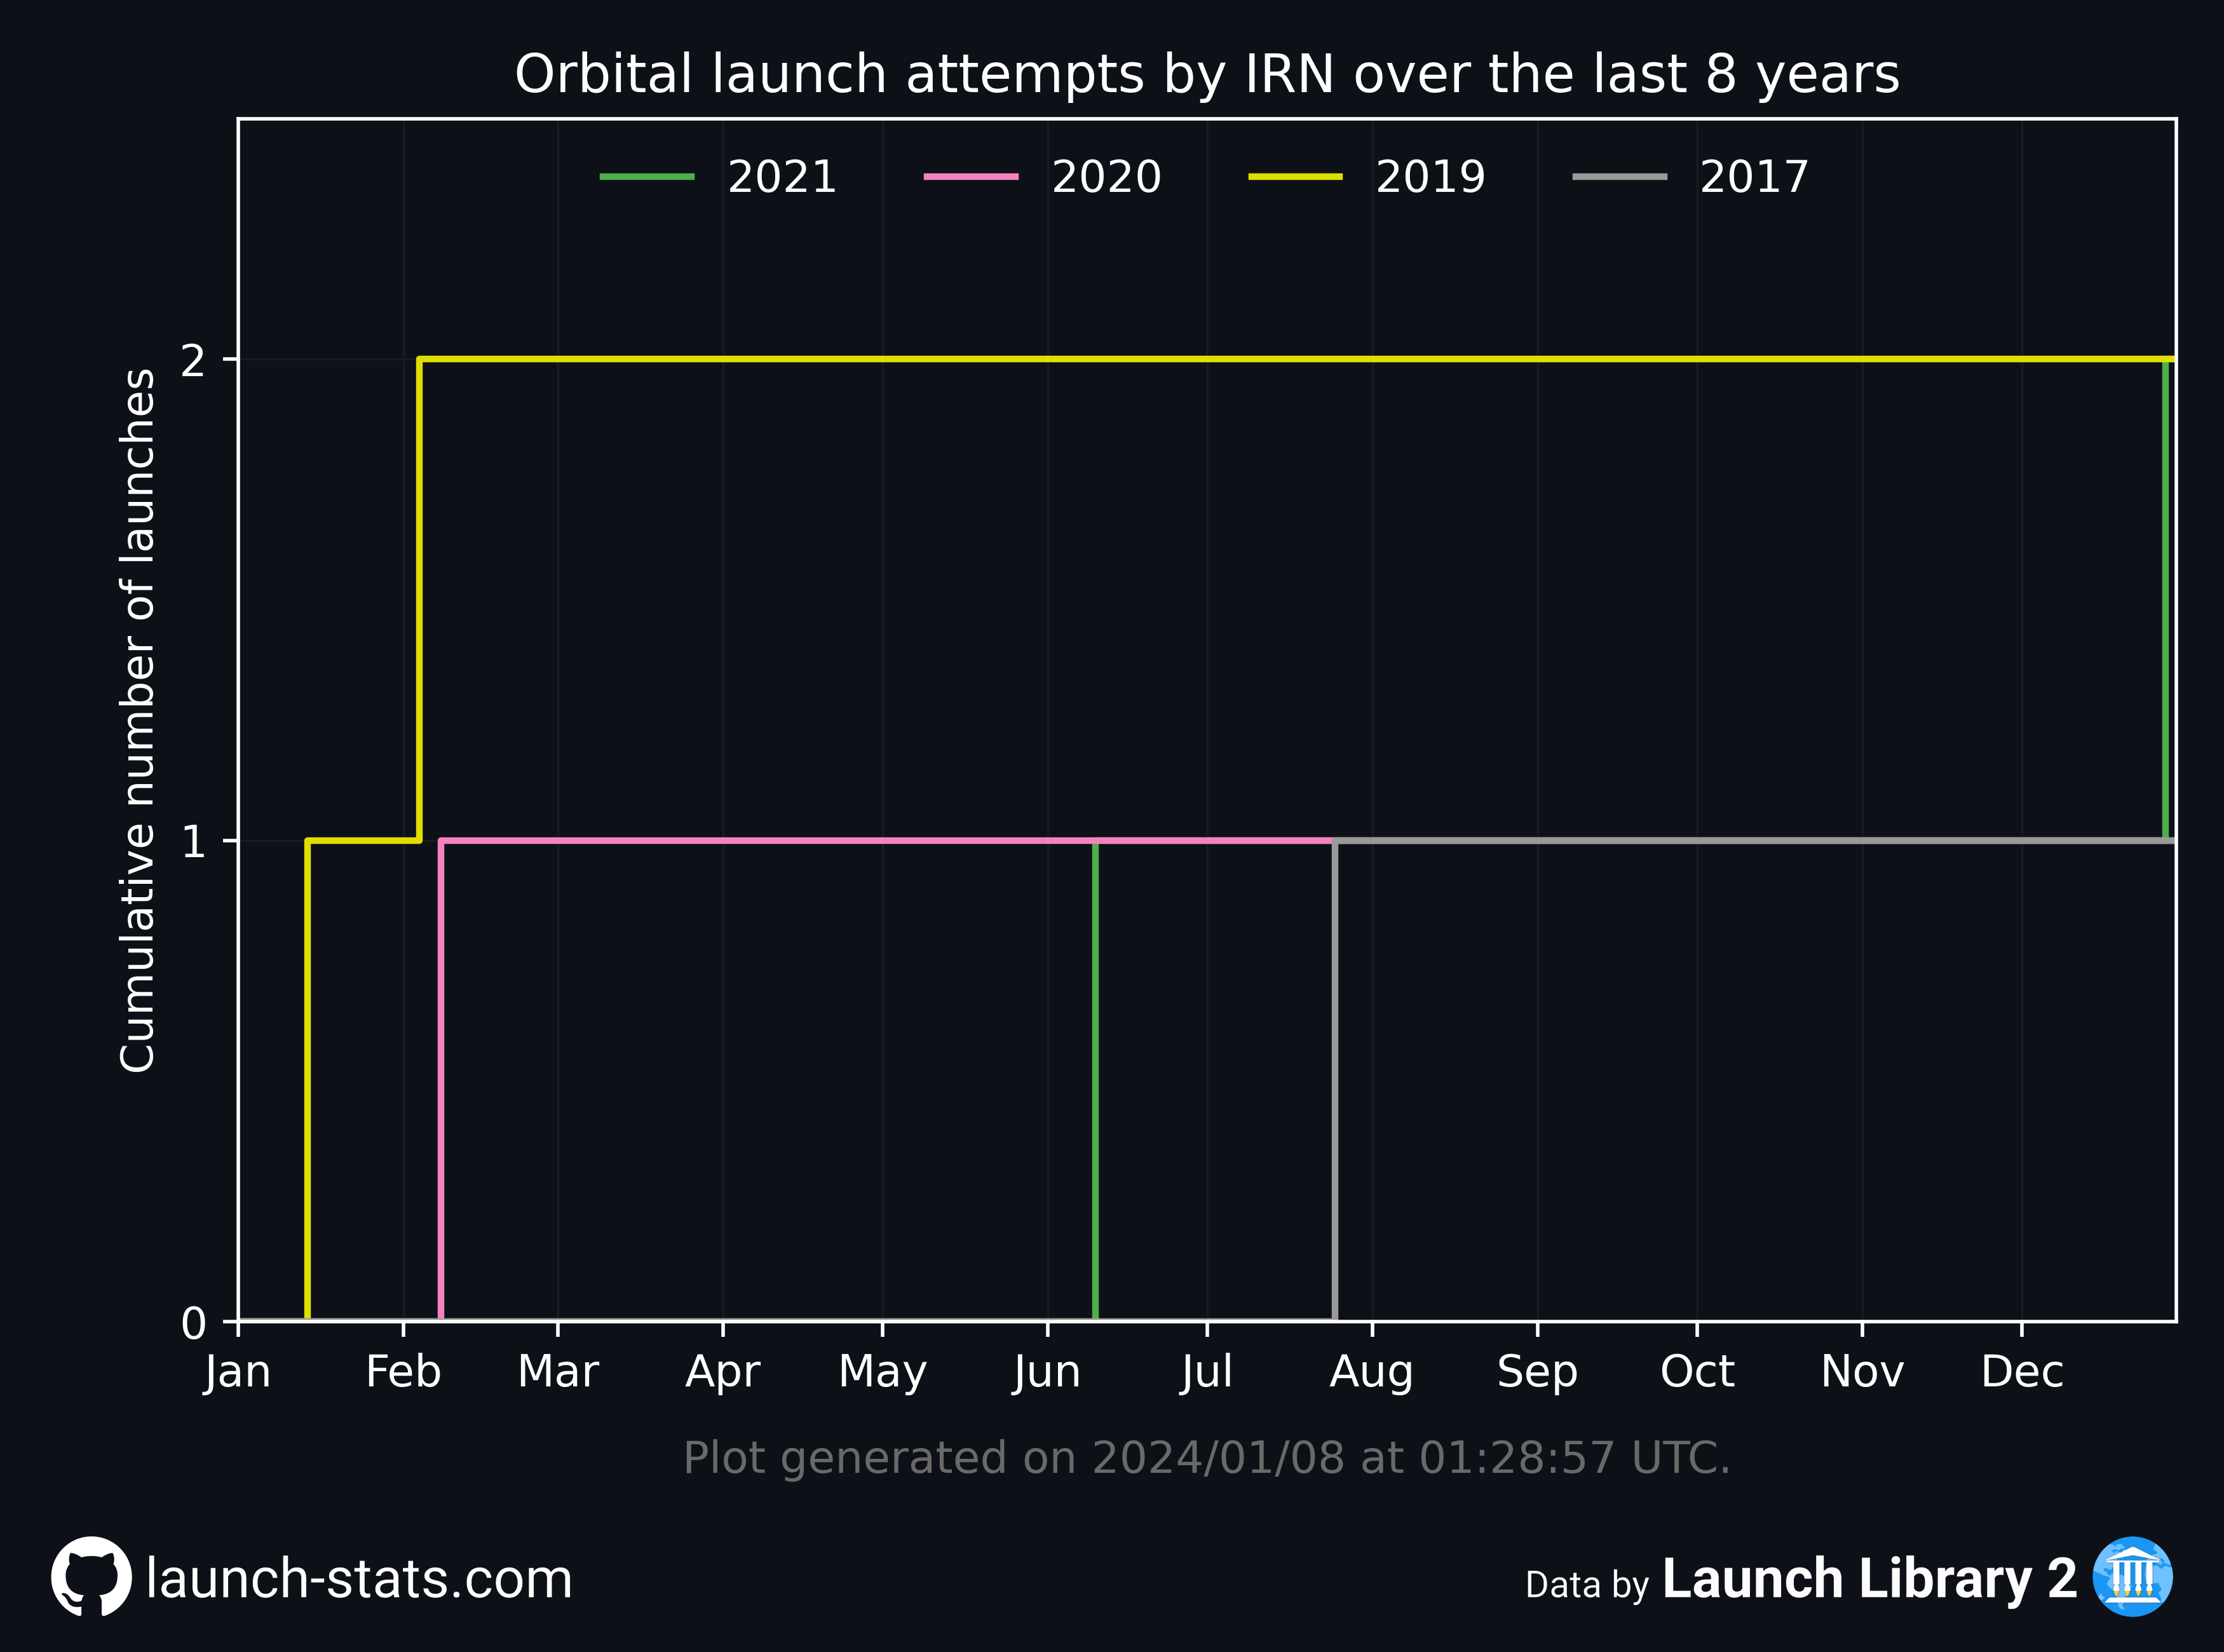 Orbital launch attempts by IRN over the last 8 years
2021 2020 2019 2017
Cumulative number of launches
2
1
0
Jan Feb Mar Apr May Jun Jul Aug Sep Oct Nov Dec
Plot generated on 2024/01/08 at 01:28:57 UTC.
launch-stats.com
Data by Launch Library 2